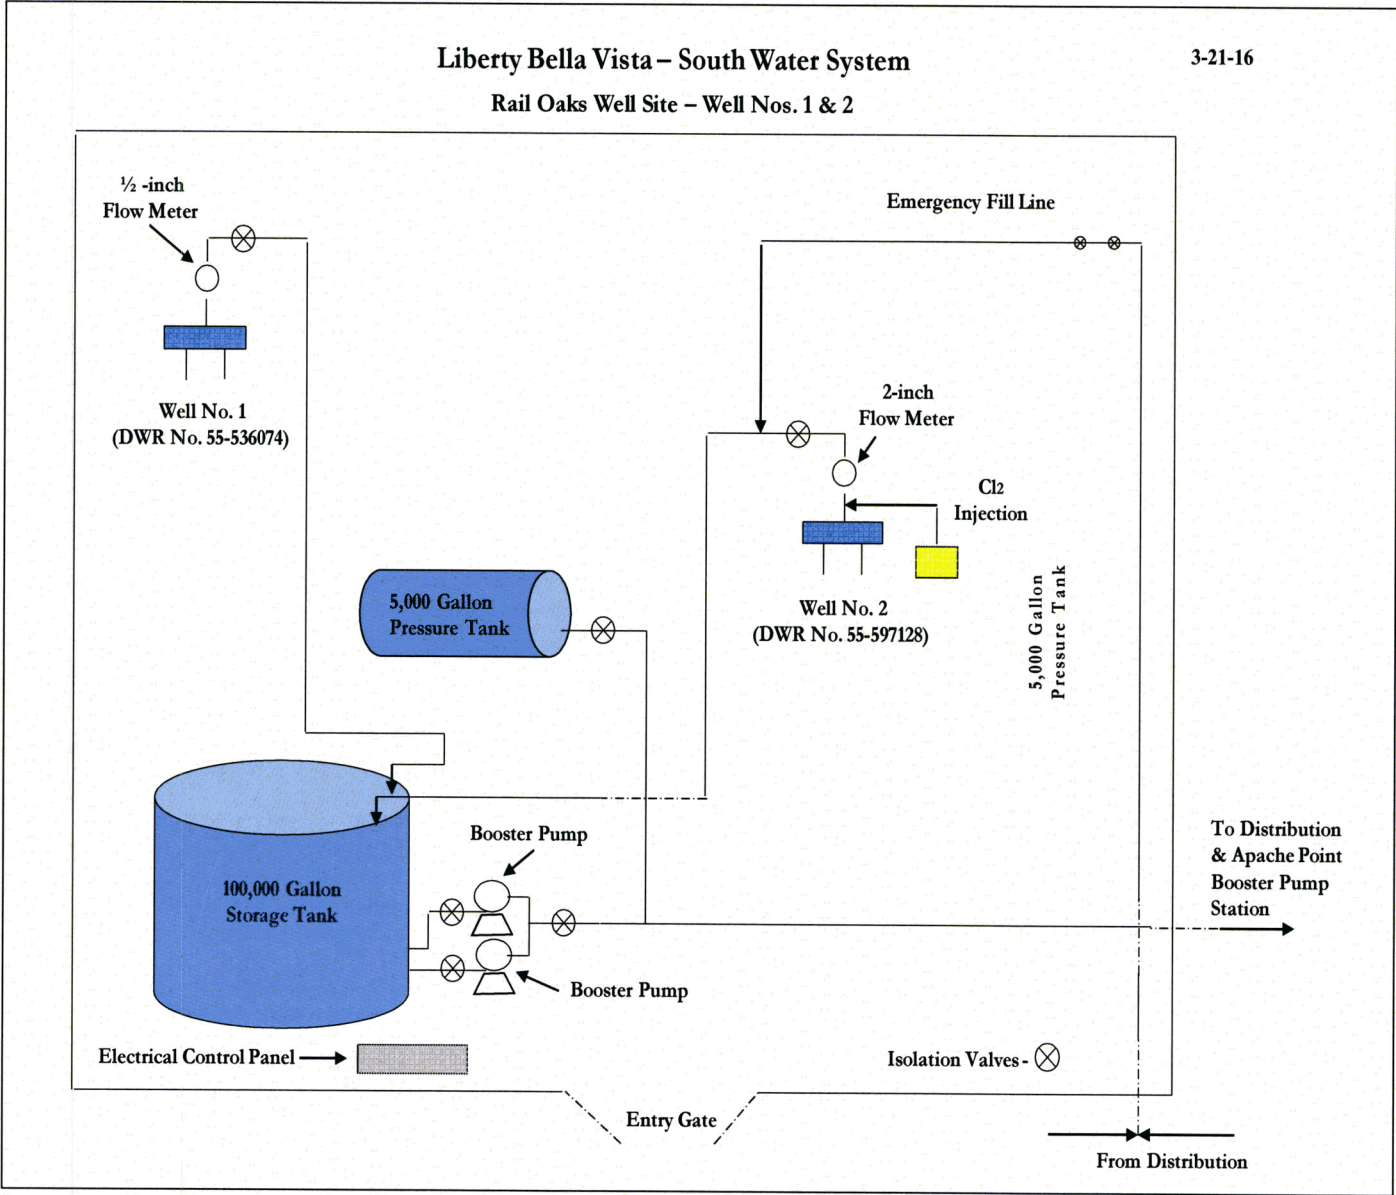 Liberty Bella Vista – South Water System
3-21-16
Rail Oaks Well Site – Well Nos. 1 & 2
½ -inch
Flow Meter
Emergency Fill Line
Well No. 1
(DWR No. 55-536074)
2-inch
Flow Meter
Cl2
Injection
5,000 Gallon
Pressure Tank
Well No. 2
(DWR No. 55-597128)
5,000 Gallon
Pressure Tank
Booster Pump
100,000 Gallon
Storage Tank
To Distribution
& Apache Point
Booster Pump
Station
Booster Pump
Electrical Control Panel
Isolation Valves -
Entry Gate
From Distribution